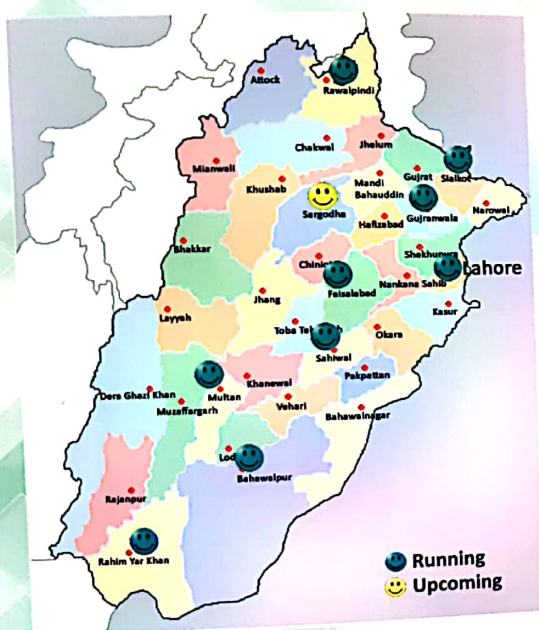 Attock
Rawalpindi
Chakwal
Jhelum
Mianwali
Gujrat
Sialkot
Khushab
Mandi
Bahauddin
Sargodha
Gujranwala
Narowal
Hafizabad
Bhakkar
Chiniot
Lahore
Faisalabad
Nankana Sahib
Jhang
Layyah
Kasur
Toba
Okara
Sahiwal
Pakpattan
Khanewal
Dera Ghazi Khan
Multan
Muzaffargarh
Vehari
Bahawalnagar
Lod
Bahawalpur
Rajanpur
Rahim Yar Khan
Running
Upcoming